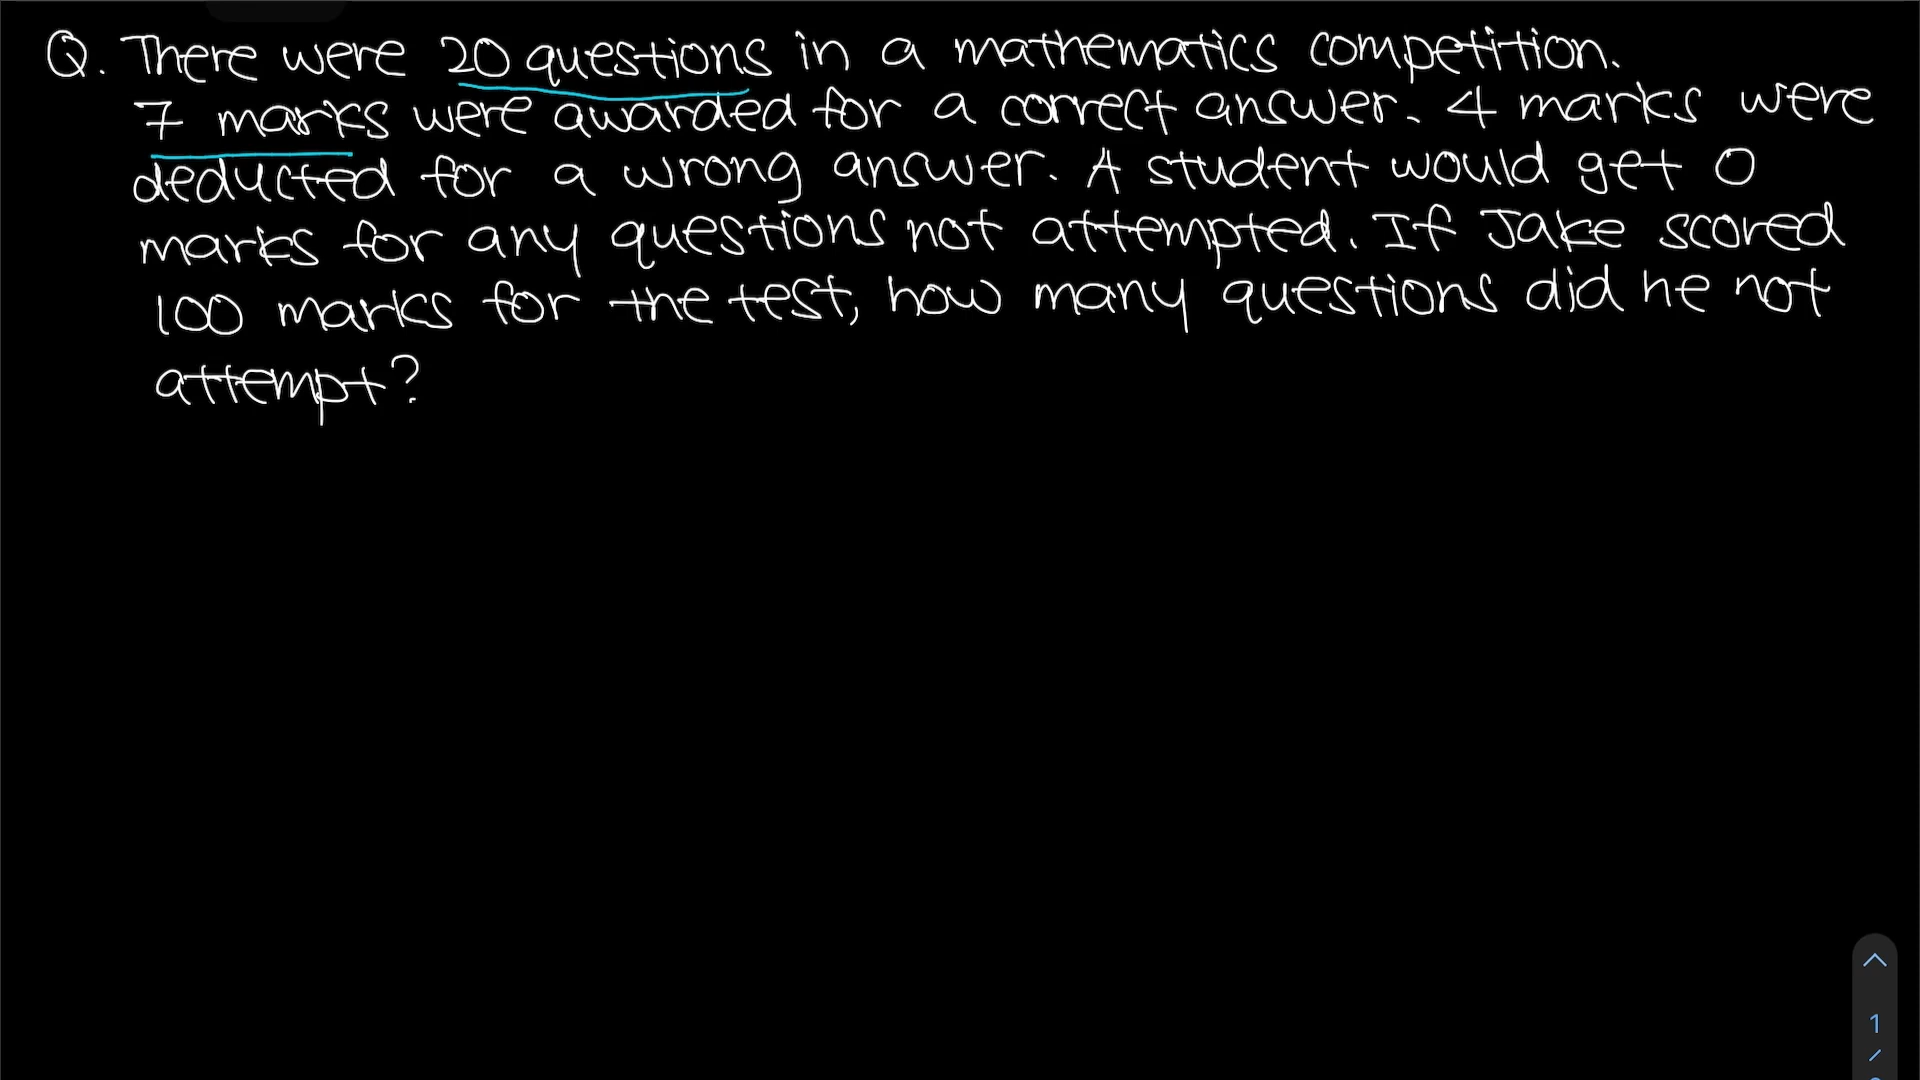 Q. There were 20 questions in a mathematics competition.
7 marks were awarded for a correct answer. 4 marks were
deducted for a wrong answer. A student would get 0
marks for any questions not attempted. If Jake scored
100 marks for the test, how many questions did he not
attempt?
1
/